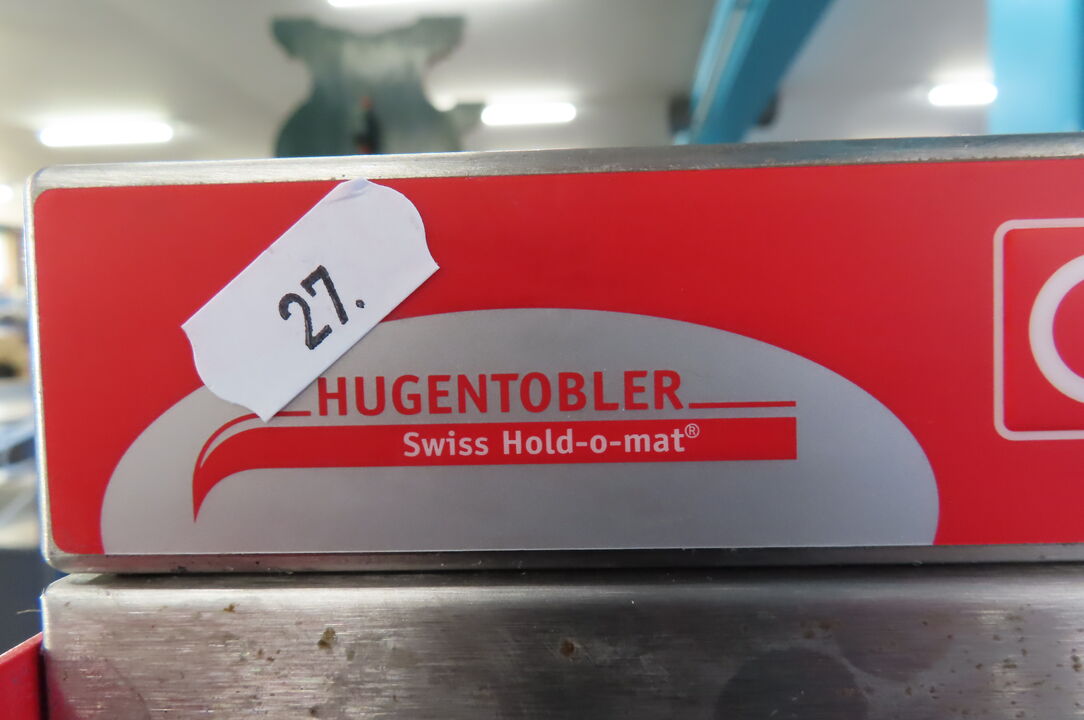 27.
HUGENTOBLER
Swiss Hold-o-mat®